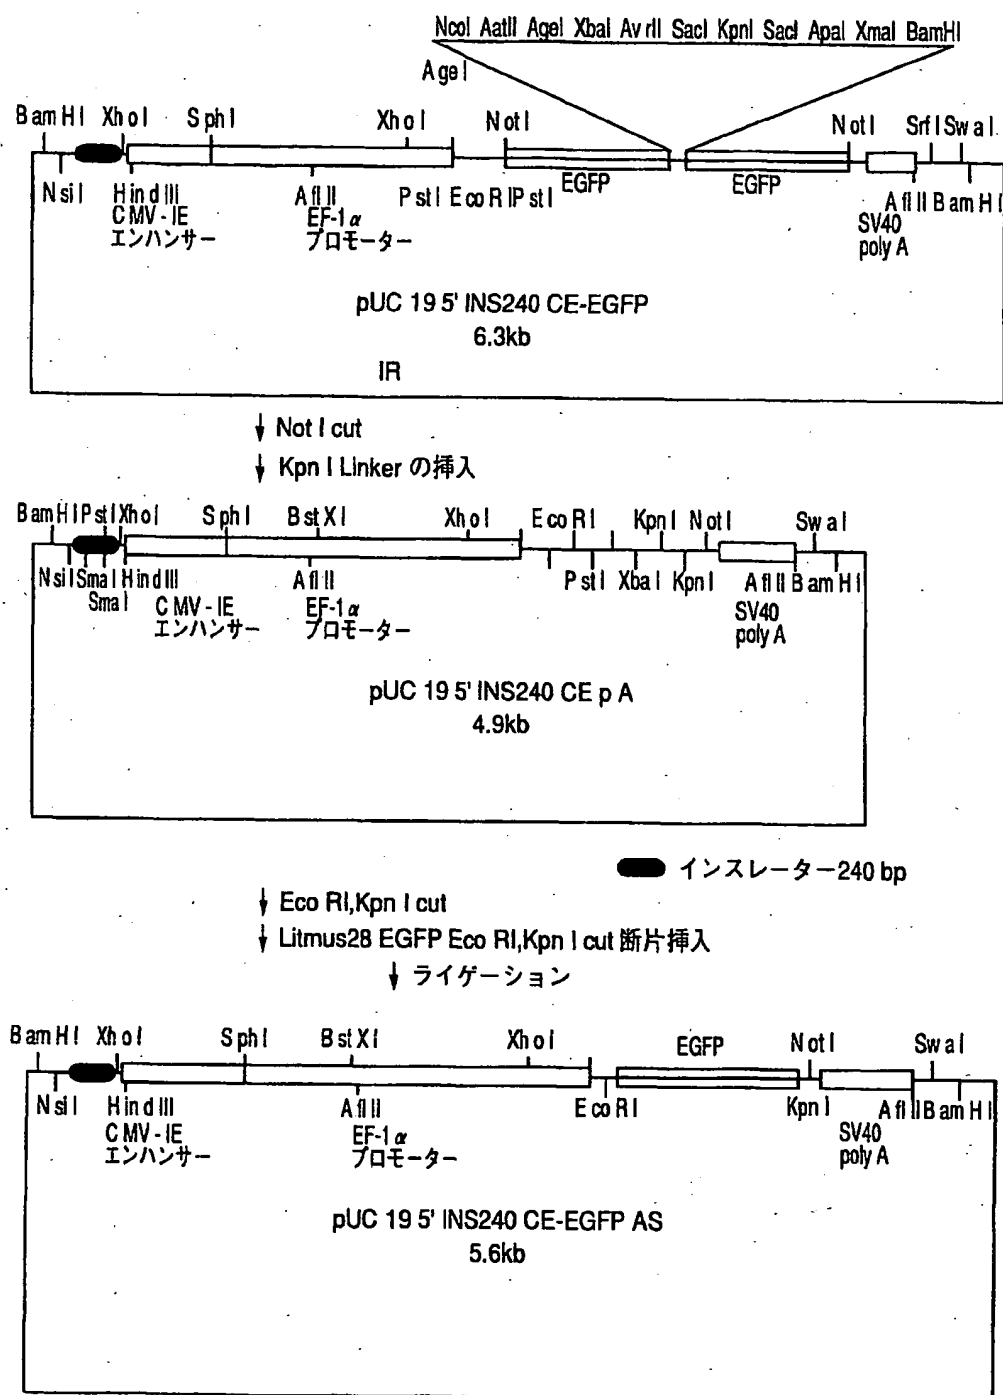 NcoI AatII AgeI XbaI AvrII SacI KpnI SacI ApaI XmaI BamHI
AgeI
BamHI XhoI SphI XhoI NotI NotI SrfI SwaI
NsiI HindIII AflII PstI EcoRI PstI EGFP EGFP AflII BamHI
CMV-IE EF-1α SV40
エンハンサー プロモーター poly A
pUC 19 5' INS240 CE-EGFP
6.3kb
IR
↓ Not I cut
↓ Kpn I Linker の挿入
BamHI PstI XhoI SphI BstXI XhoI EcoRI KpnI NotI SwaI
NsiI SmaI HindIII AflII PstI XbaI KpnI AflII BamHI
SmaI CMV-IE EF-1α SV40
エンハンサー プロモーター poly A
pUC 19 5' INS240 CE p A
4.9kb
インスレーター240 bp
↓ Eco RI,Kpn I cut
↓ Litmus28 EGFP Eco RI,Kpn I cut 断片挿入
↓ ライゲーション
BamHI XhoI SphI BstXI XhoI EGFP NotI SwaI
NsiI HindIII AflII EcoRI KpnI AflII BamHI
CMV-IE EF-1α SV40
エンハンサー プロモーター poly A
pUC 19 5' INS240 CE-EGFP AS
5.6kb